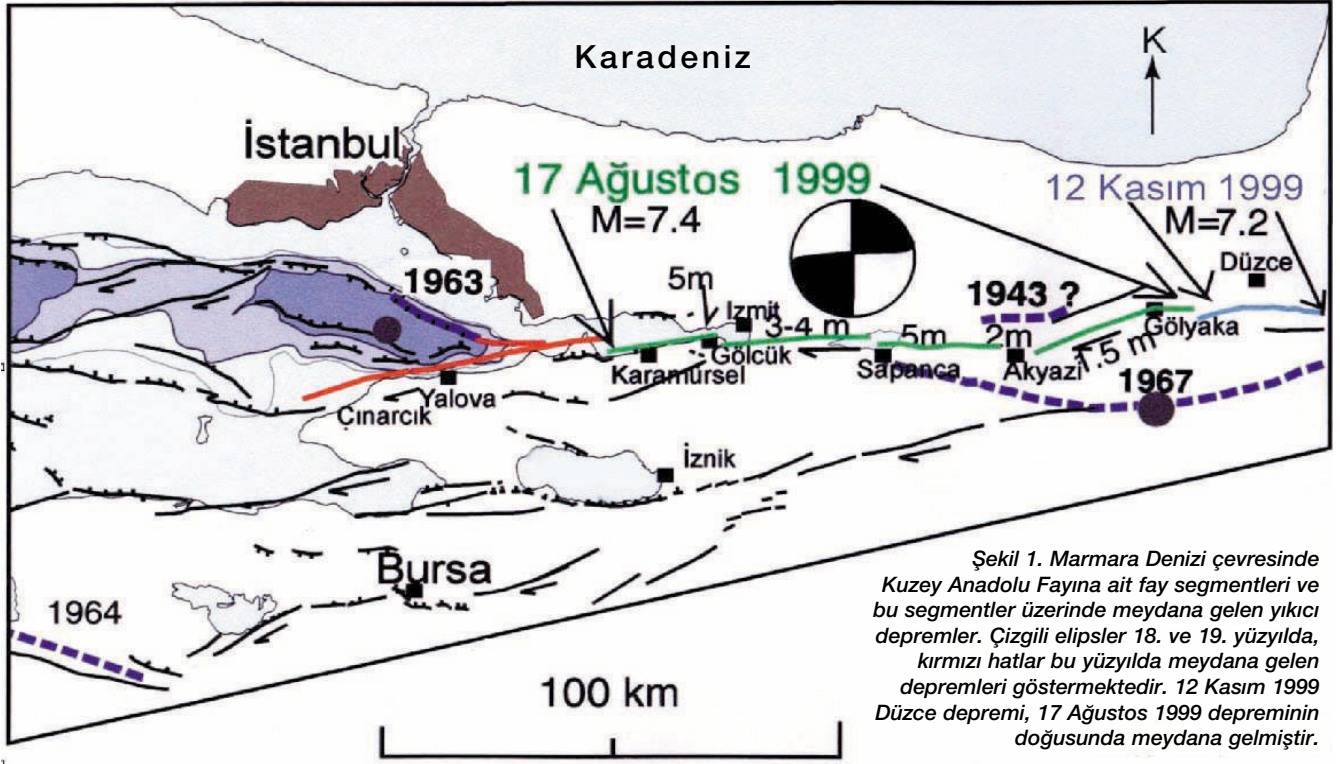 Karadeniz
K
İstanbul
17 Ağustos 1999
M=7.4
12 Kasım 1999
M=7.2
Düzce
1963
5m
Izmit
1943 ?
3-4 m
5m
2m
Gölyaka
Gölcük
Karamürsel
Sapanca
Akyazi
1.5 m
1967
Yalova
Çınarcık
İznik
Bursa
1964
100 km
Şekil 1. Marmara Denizi çevresinde
Kuzey Anadolu Fayına ait fay segmentleri ve
bu segmentler üzerinde meydana gelen yıkıcı
depremler. Çizgili elipsler 18. ve 19. yüzyılda,
kırmızı hatlar bu yüzyılda meydana gelen
depremleri göstermektedir. 12 Kasım 1999
Düzce depremi, 17 Ağustos 1999 depreminin
doğusunda meydana gelmiştir.